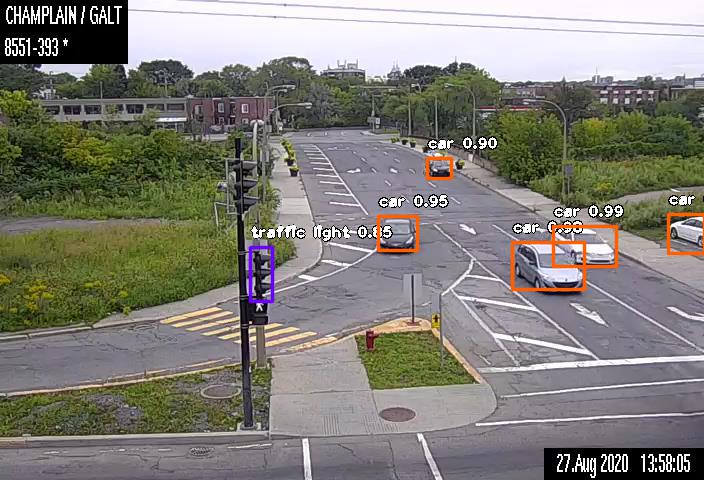 CHAMPLAIN / GALT
8551-393 *
car 0.90
car 0.95
car 0.99
car
traffic light 0.85
27.Aug 2020 13:58:05